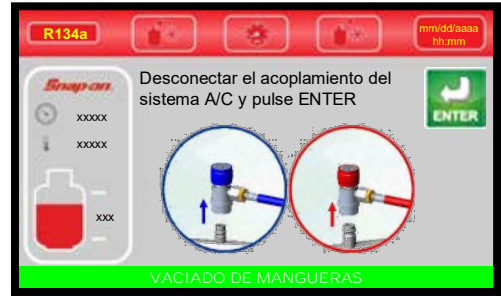 R134a
mm/dd/aaaa
hh:mm
Snap-on
xxxxx
xxxxx
xxx
Desconectar el acoplamiento del
sistema A/C y pulse ENTER
ENTER
VACIADO DE MANGUERAS